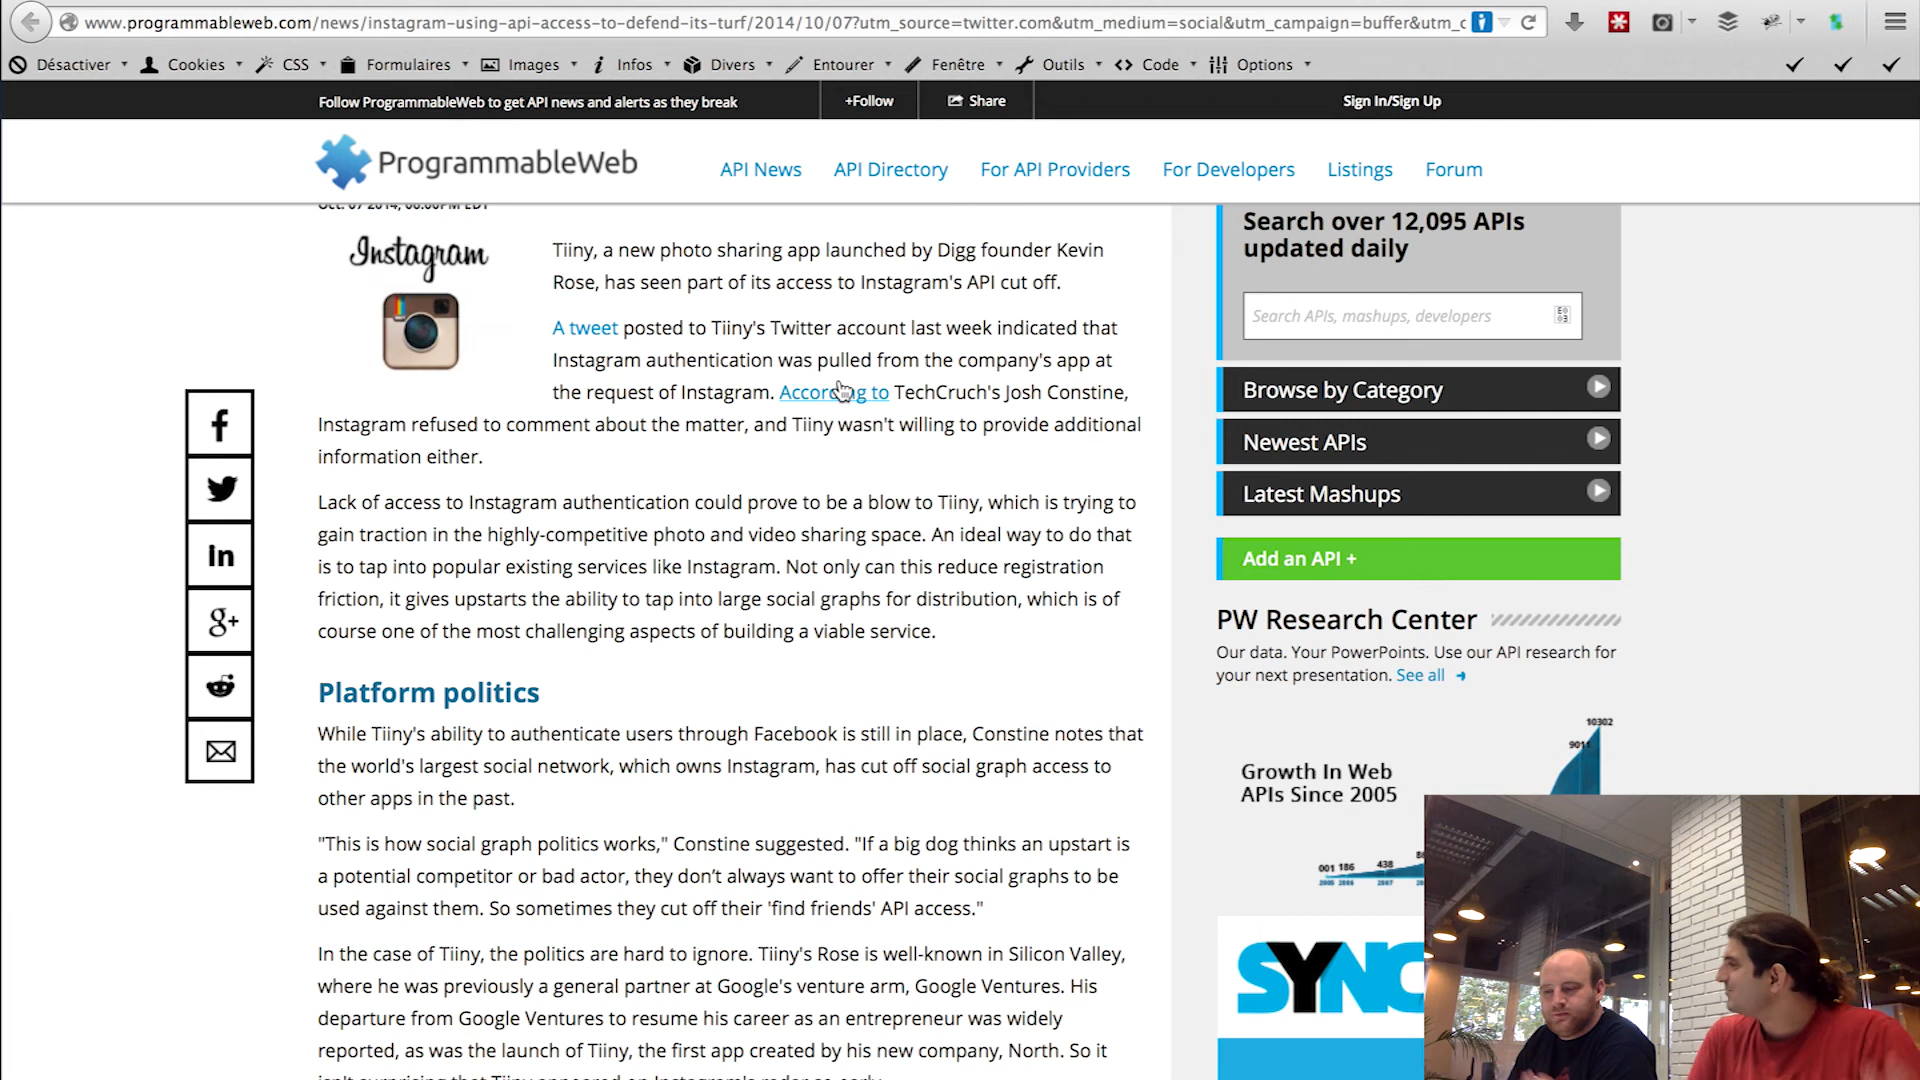 www.programmableweb.com/news/instagram-using-api-access-to-defend-its-turf/2014/10/07?utm_source=twitter.com&utm_medium=social&utm_campaign=buffer&utm_c
Désactiver Cookies CSS Formulaires Images Infos Divers Entourer Fenêtre Outils Code Options
Follow ProgrammableWeb to get API news and alerts as they break +Follow Share Sign In/Sign Up
ProgrammableWeb API News API Directory For API Providers For Developers Listings Forum
Oct. 07 2014, 08:00PM EDT
Instagram
Tiiny, a new photo sharing app launched by Digg founder Kevin
Rose, has seen part of its access to Instagram's API cut off.
A tweet posted to Tiiny's Twitter account last week indicated that
Instagram authentication was pulled from the company's app at
the request of Instagram. According to TechCruch's Josh Constine,
Instagram refused to comment about the matter, and Tiiny wasn't willing to provide additional
information either.
Lack of access to Instagram authentication could prove to be a blow to Tiiny, which is trying to
gain traction in the highly-competitive photo and video sharing space. An ideal way to do that
is to tap into popular existing services like Instagram. Not only can this reduce registration
friction, it gives upstarts the ability to tap into large social graphs for distribution, which is of
course one of the most challenging aspects of building a viable service.
Platform politics
While Tiiny's ability to authenticate users through Facebook is still in place, Constine notes that
the world's largest social network, which owns Instagram, has cut off social graph access to
other apps in the past.
"This is how social graph politics works," Constine suggested. "If a big dog thinks an upstart is
a potential competitor or bad actor, they don't always want to offer their social graphs to be
used against them. So sometimes they cut off their 'find friends' API access."
In the case of Tiiny, the politics are hard to ignore. Tiiny's Rose is well-known in Silicon Valley,
where he was previously a general partner at Google's venture arm, Google Ventures. His
departure from Google Ventures to resume his career as an entrepreneur was widely
reported, as was the launch of Tiiny, the first app created by his new company, North. So it
isn't surprising that Tiiny appeared on Instagram's radar so early.
f
in
g+
Search over 12,095 APIs
updated daily
Search APIs, mashups, developers
Browse by Category
Newest APIs
Latest Mashups
Add an API +
PW Research Center
Our data. Your PowerPoints. Use our API research for
your next presentation. See all
10302
9011
Growth In Web
APIs Since 2005
001 186 438
2005 2006 2007
SYNC